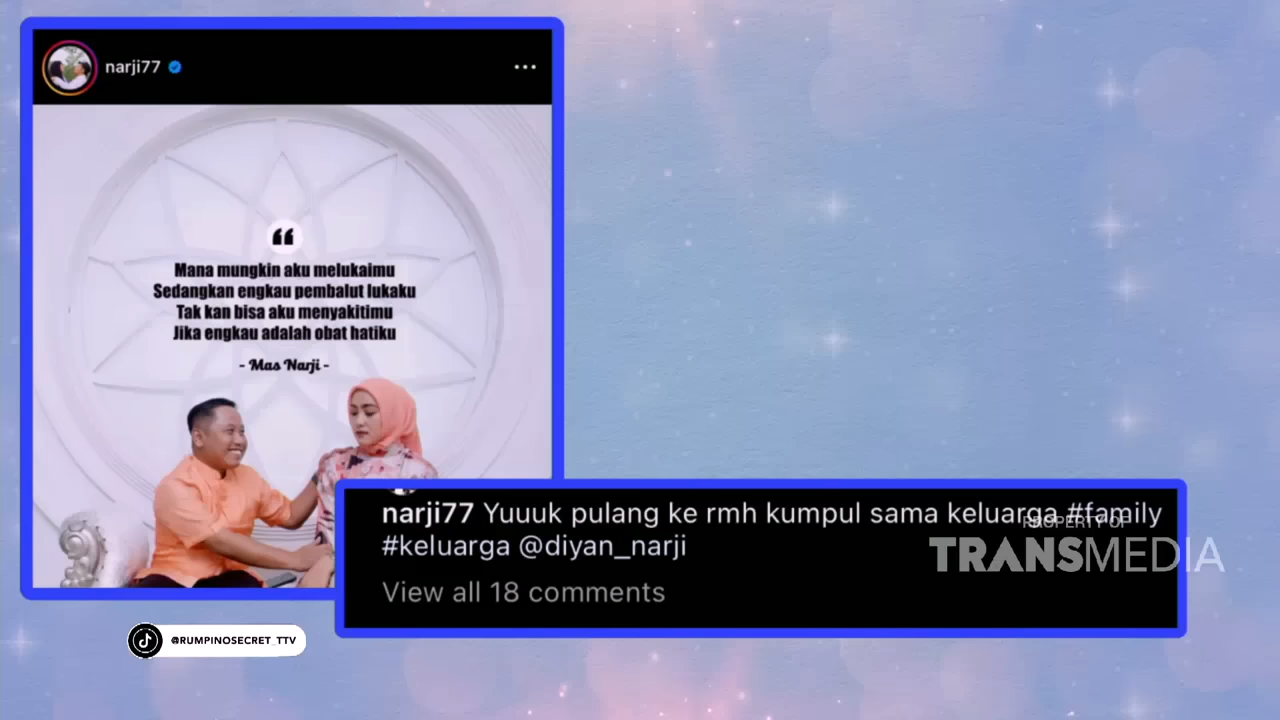 narji77
Mana mungkin aku melukaimu
Sedangkan engkau pembalut lukaku
Tak kan bisa aku menyakitimu
Jika engkau adalah obat hatiku
- Mas Narji -
narji77 Yuuuk pulang ke rmh kumpul sama keluarga #family
#keluarga @diyan_narji
View all 18 comments
PROPERTY OF
TRANSMEDIA
@RUMPINOSECRET_TTV